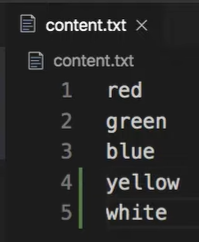 content.txt ×
content.txt
1 red
2 green
3 blue
4 yellow
5 white